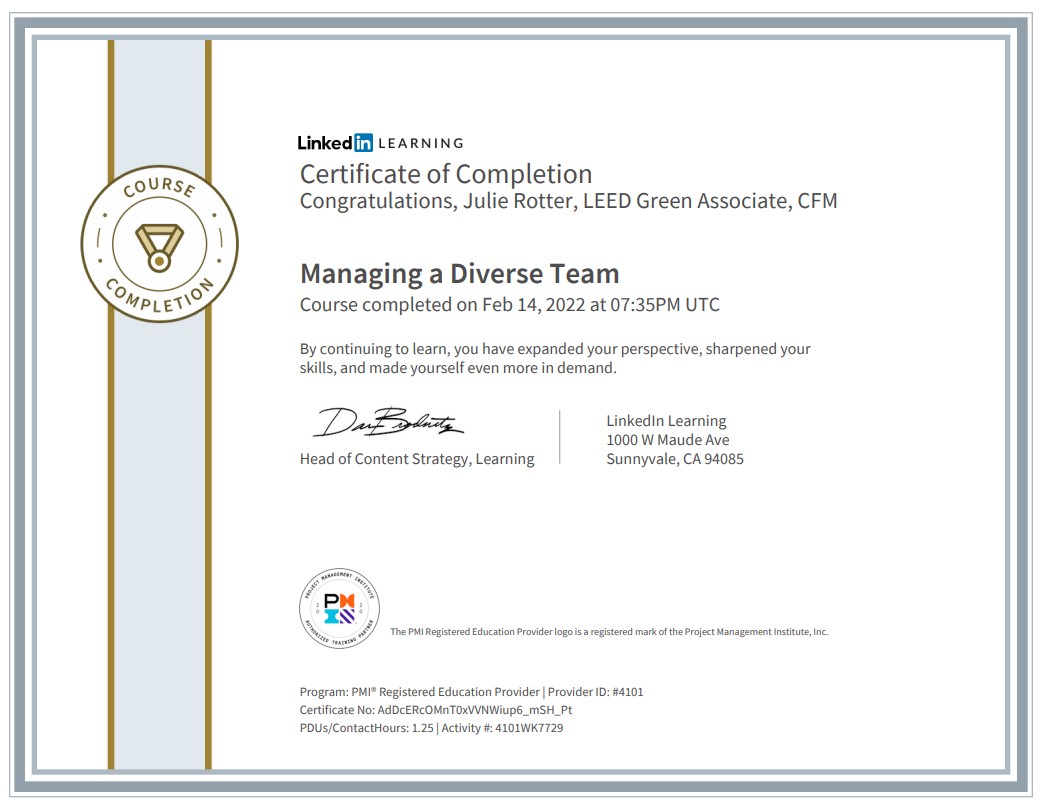 LinkedIn LEARNING
Certificate of Completion
Congratulations, Julie Rotter, LEED Green Associate, CFM
COURSE
COMPLETION
Managing a Diverse Team
Course completed on Feb 14, 2022 at 07:35PM UTC
By continuing to learn, you have expanded your perspective, sharpened your
skills, and made yourself even more in demand.
Head of Content Strategy, Learning
LinkedIn Learning
1000 W Maude Ave
Sunnyvale, CA 94085
PROJECT MANAGEMENT INSTITUTE
20 20
AUTHORIZED TRAINING PARTNER
The PMI Registered Education Provider logo is a registered mark of the Project Management Institute, Inc.
Program: PMI® Registered Education Provider | Provider ID: #4101
Certificate No: AdDcERcOMnT0xVVNWiup6_mSH_Pt
PDUs/ContactHours: 1.25 | Activity #: 4101WK7729